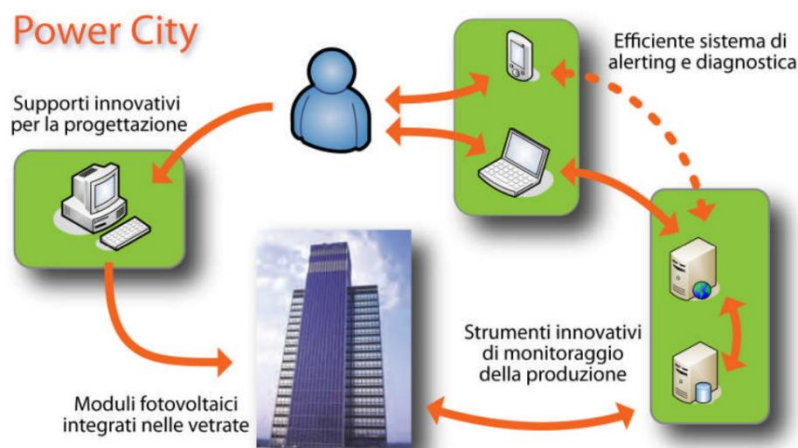 Power City
Efficiente sistema di
alerting e diagnostica
Supporti innovativi
per la progettazione
Strumenti innovativi
di monitoraggio
della produzione
Moduli fotovoltaici
integrati nelle vetrate